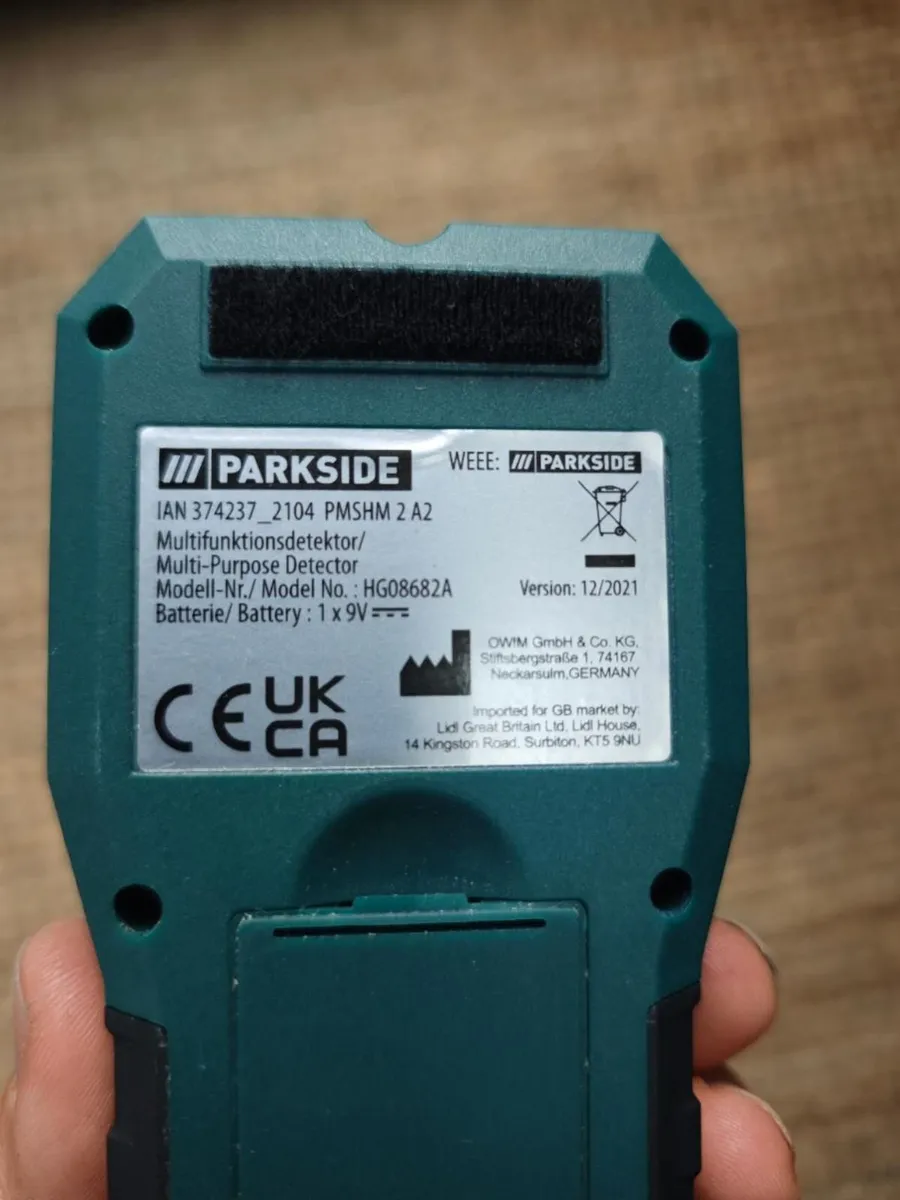 PARKSIDE
WEEE: PARKSIDE
IAN 374237_2104 PMSHM 2 A2
Multifunktionsdetektor/
Multi-Purpose Detector
Modell-Nr./ Model No. : HG08682A
Batterie/ Battery : 1 x 9V
Version: 12/2021
OWIM GmbH & Co. KG,
Stiftsbergstraße 1, 74167
Neckarsulm,GERMANY
CE
UK
CA
Imported for GB market by:
Lidl Great Britain Ltd, Lidl House,
14 Kingston Road, Surbiton, KT5 9NU